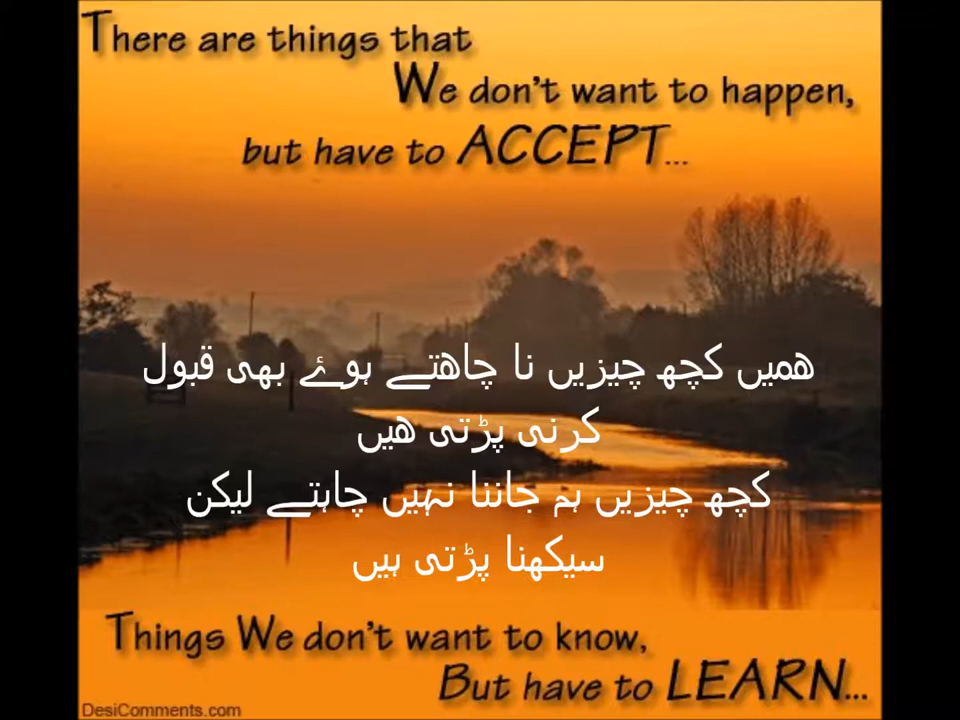 There are things that
We don't want to happen,
but have to ACCEPT...
ھمیں کچھ چیزیں نا چاھتے ہوۓ بھی قبول
کرنی پڑتی ھیں
کچھ چیزیں ہم جاننا نہیں چاہتے لیکن
سیکھنا پڑتی ہیں
Things We don't want to know,
But have to LEARN...
DesiComments.com